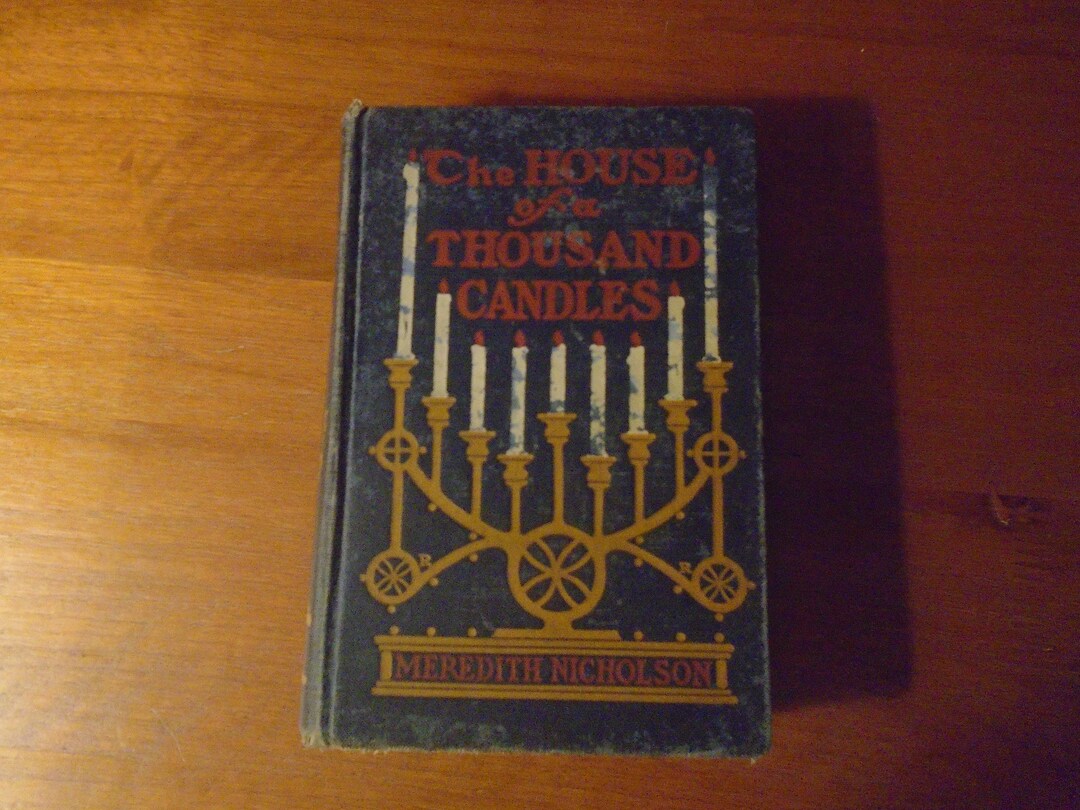 The HOUSE
of a
THOUSAND
CANDLES
R R
MEREDITH NICHOLSON